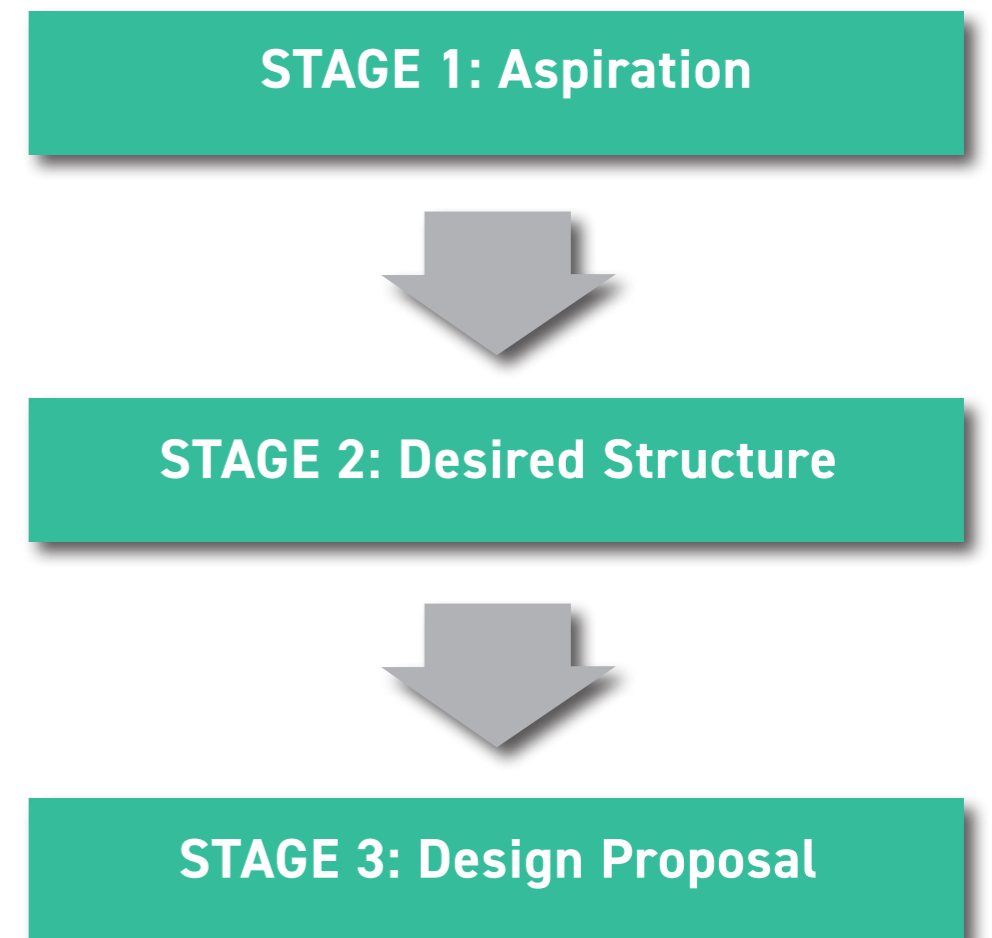 STAGE 1: Aspiration
STAGE 2: Desired Structure
STAGE 3: Design Proposal